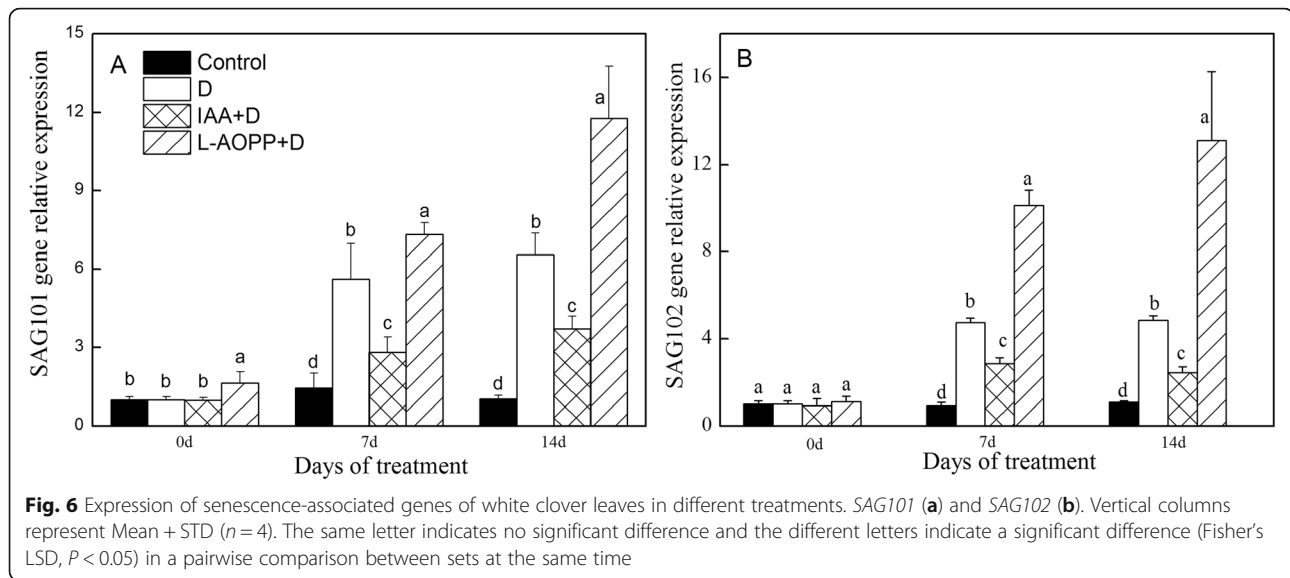 15
12
9
6
3
0
SAG101 gene relative expression
A
Control
D
IAA+D
L-AOPP+D
b b b a
d b c a
d b c a
0d 7d 14d
Days of treatment
16
12
8
4
0
SAG102 gene relative expression
B
a a a a
d b c a
d b c a
0d 7d 14d
Days of treatment
Fig. 6 Expression of senescence-associated genes of white clover leaves in different treatments. SAG101 (a) and SAG102 (b). Vertical columns
represent Mean + STD (n = 4). The same letter indicates no significant difference and the different letters indicate a significant difference (Fisher's
LSD, P < 0.05) in a pairwise comparison between sets at the same time